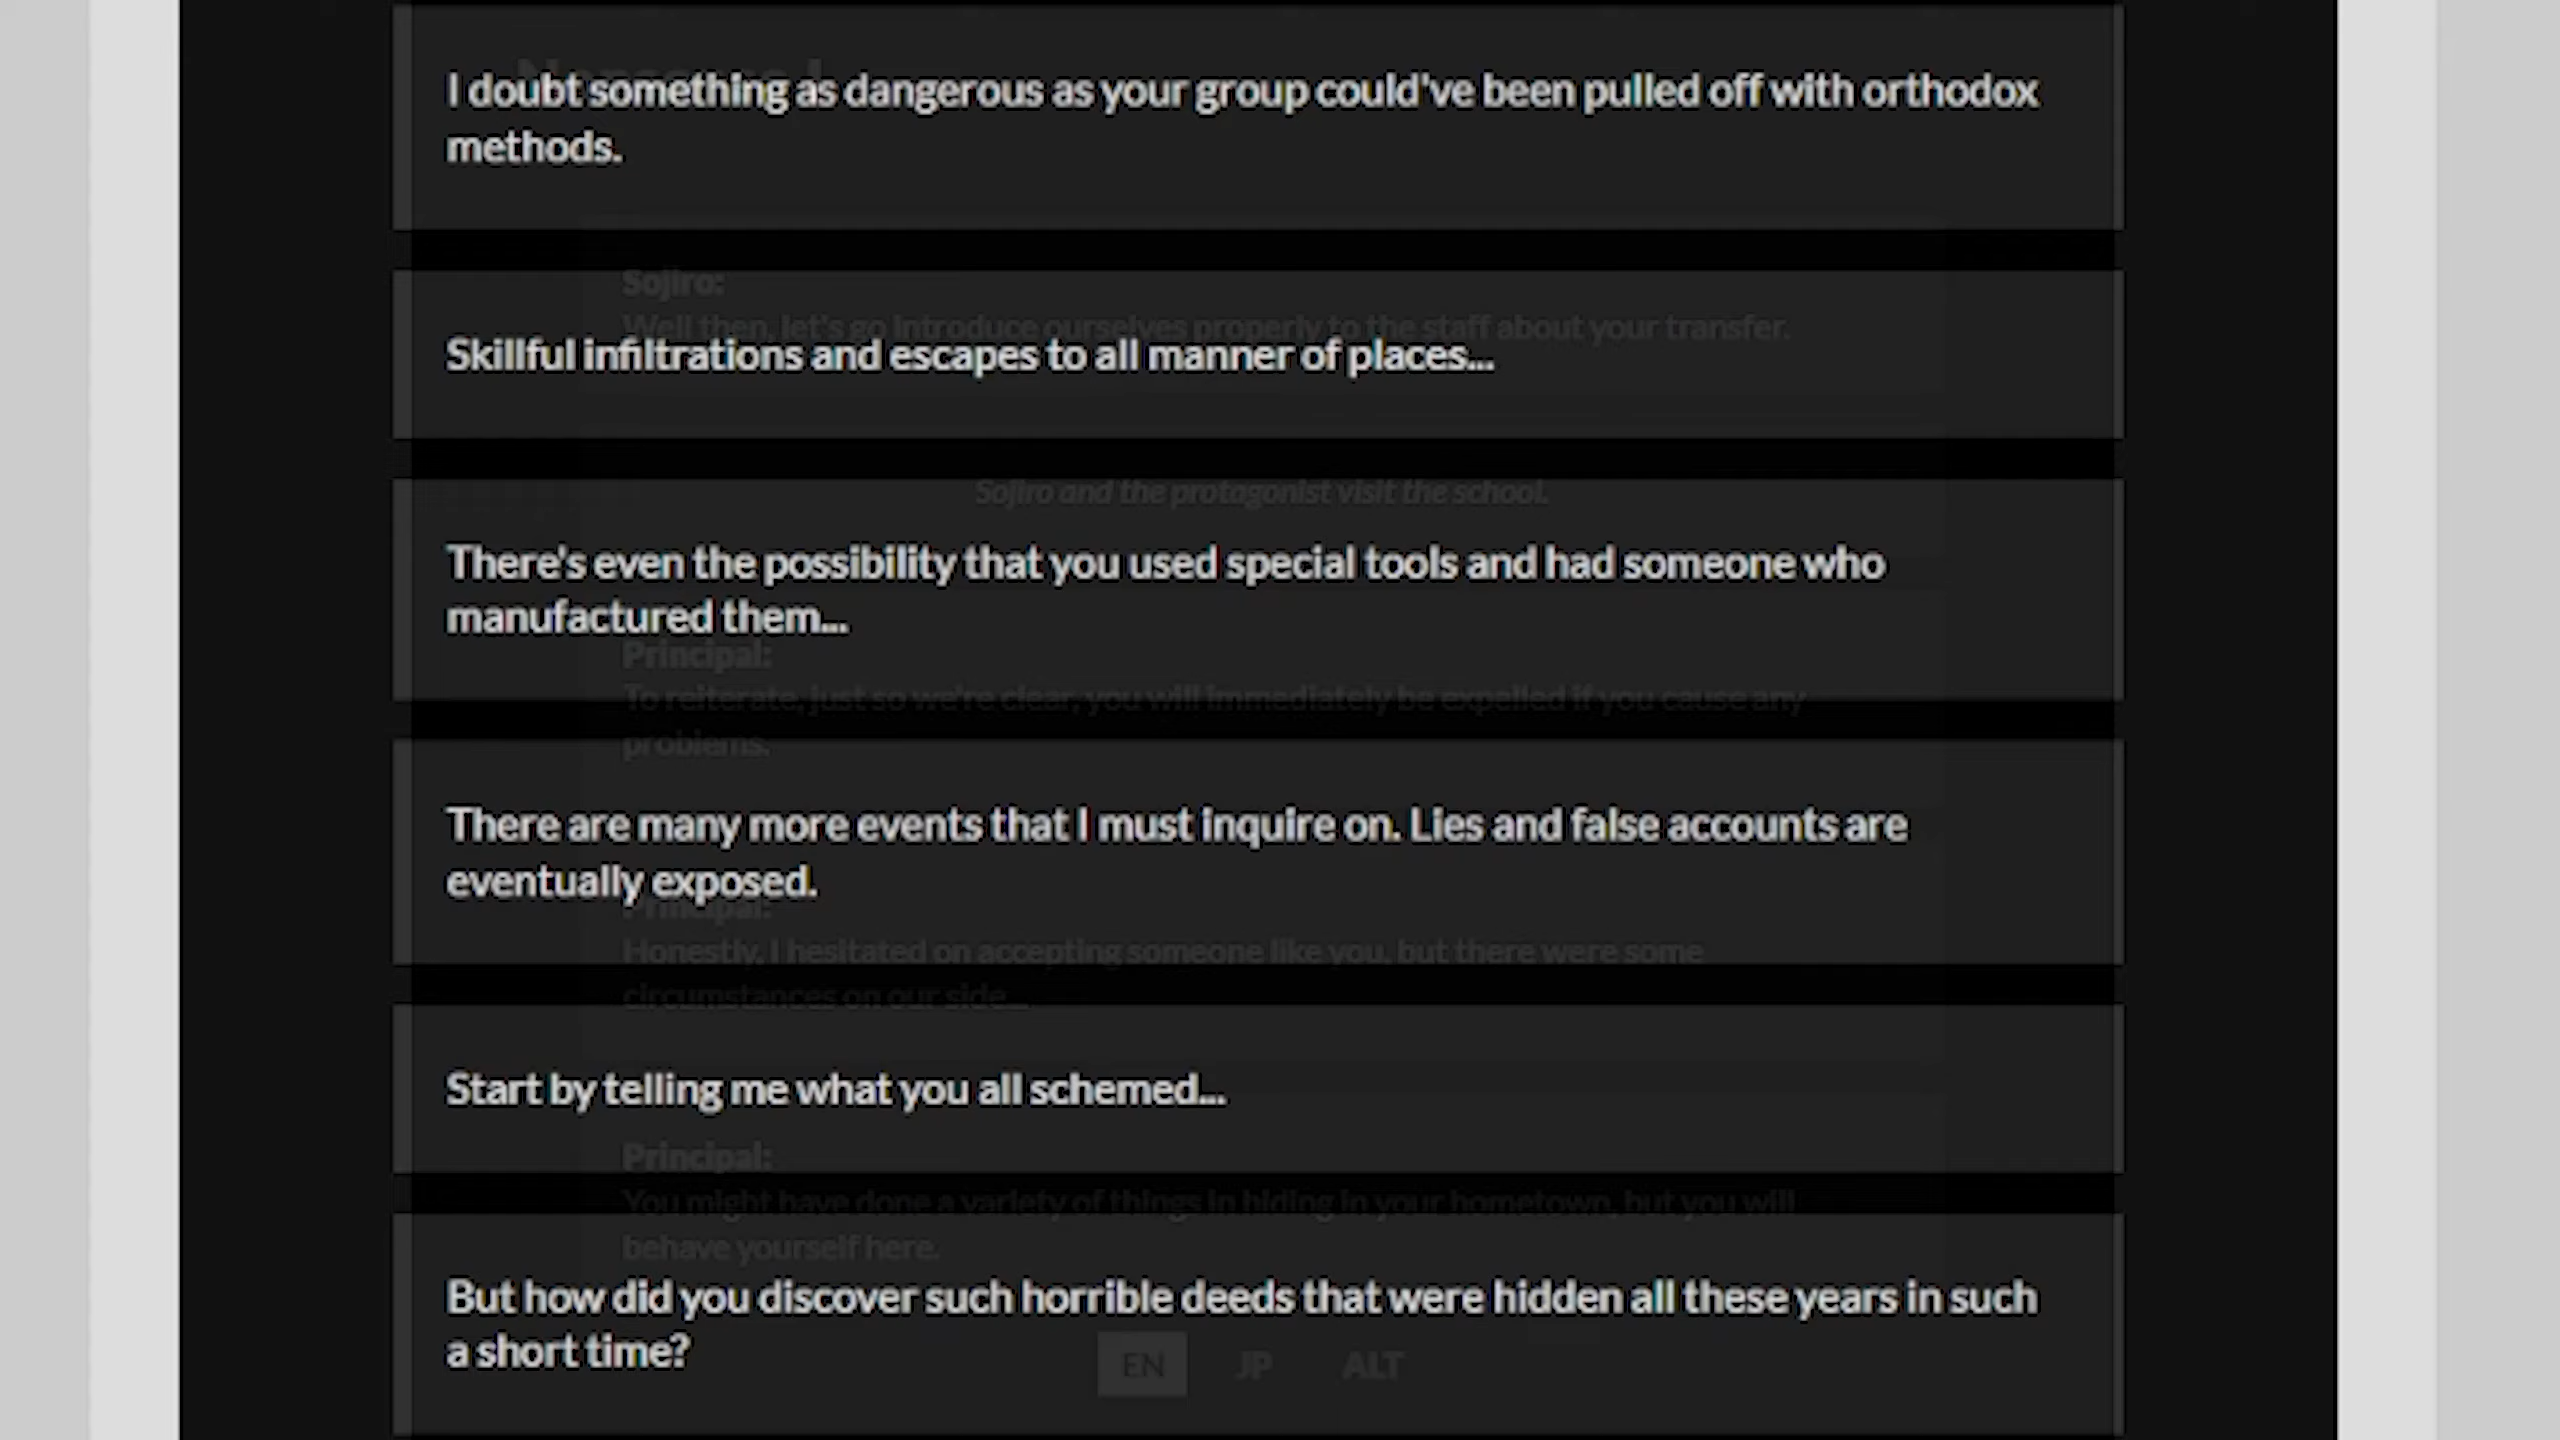 I doubt something as dangerous as your group could've been pulled off with orthodox
methods.
Sojiro:
Well then, let's go introduce ourselves properly to the staff about your transfer.
Skillful infiltrations and escapes to all manner of places...
Sojiro and the protagonist visit the school.
There's even the possibility that you used special tools and had someone who
manufactured them...
Principal:
To reiterate, just so we're clear, you will immediately be expelled if you cause any
problems.
There are many more events that I must inquire on. Lies and false accounts are
eventually exposed.
Principal:
Honestly, I hesitated on accepting someone like you, but there were some
circumstances on our side...
Start by telling me what you all schemed...
Principal:
You might have done a variety of things in hiding in your hometown, but you will
behave yourself here.
But how did you discover such horrible deeds that were hidden all these years in such
a short time?
EN JP ALT